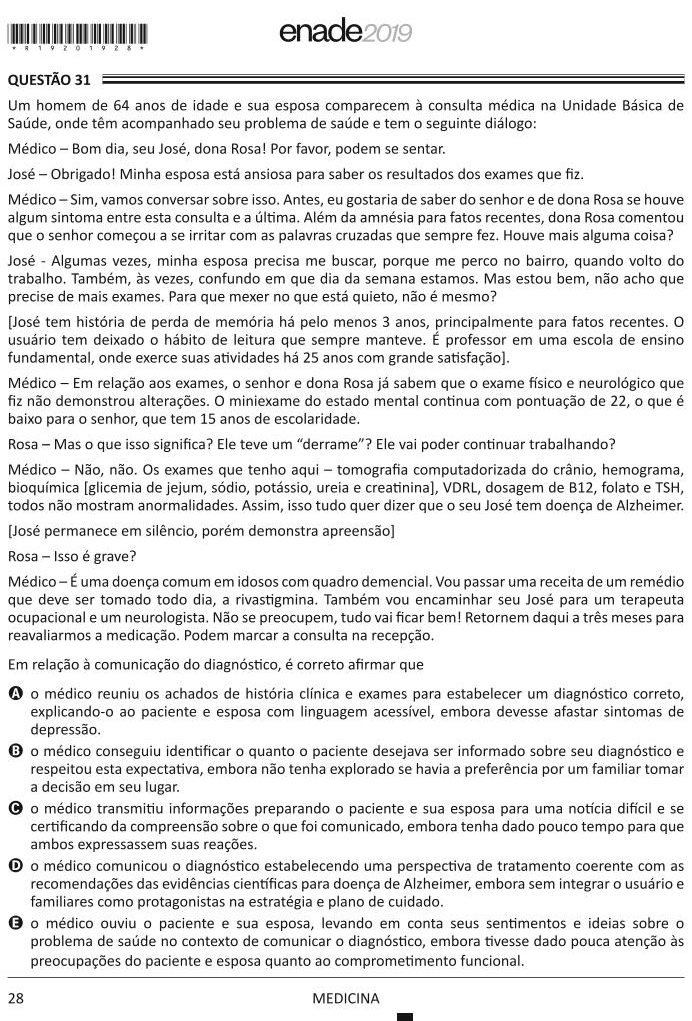 *R19201928*
enade2019
QUESTÃO 31
Um homem de 64 anos de idade e sua esposa comparecem à consulta médica na Unidade Básica de
Saúde, onde têm acompanhado seu problema de saúde e tem o seguinte diálogo:
Médico – Bom dia, seu José, dona Rosa! Por favor, podem se sentar.
José – Obrigado! Minha esposa está ansiosa para saber os resultados dos exames que fiz.
Médico – Sim, vamos conversar sobre isso. Antes, eu gostaria de saber do senhor e de dona Rosa se houve
algum sintoma entre esta consulta e a última. Além da amnésia para fatos recentes, dona Rosa comentou
que o senhor começou a se irritar com as palavras cruzadas que sempre fez. Houve mais alguma coisa?
José - Algumas vezes, minha esposa precisa me buscar, porque me perco no bairro, quando volto do
trabalho. Também, às vezes, confundo em que dia da semana estamos. Mas estou bem, não acho que
precise de mais exames. Para que mexer no que está quieto, não é mesmo?
[José tem história de perda de memória há pelo menos 3 anos, principalmente para fatos recentes. O
usuário tem deixado o hábito de leitura que sempre manteve. É professor em uma escola de ensino
fundamental, onde exerce suas atividades há 25 anos com grande satisfação].
Médico – Em relação aos exames, o senhor e dona Rosa já sabem que o exame físico e neurológico que
fiz não demonstrou alterações. O miniexame do estado mental continua com pontuação de 22, o que é
baixo para o senhor, que tem 15 anos de escolaridade.
Rosa – Mas o que isso significa? Ele teve um “derrame”? Ele vai poder continuar trabalhando?
Médico – Não, não. Os exames que tenho aqui – tomografia computadorizada do crânio, hemograma,
bioquímica [glicemia de jejum, sódio, potássio, ureia e creatinina], VDRL, dosagem de B12, folato e TSH,
todos não mostram anormalidades. Assim, isso tudo quer dizer que o seu José tem doença de Alzheimer.
[José permanece em silêncio, porém demonstra apreensão]
Rosa – Isso é grave?
Médico – É uma doença comum em idosos com quadro demencial. Vou passar uma receita de um remédio
que deve ser tomado todo dia, a rivastigmina. Também vou encaminhar seu José para um terapeuta
ocupacional e um neurologista. Não se preocupem, tudo vai ficar bem! Retornem daqui a três meses para
reavaliarmos a medicação. Podem marcar a consulta na recepção.
Em relação à comunicação do diagnóstico, é correto afirmar que
A o médico reuniu os achados de história clínica e exames para estabelecer um diagnóstico correto,
explicando-o ao paciente e esposa com linguagem acessível, embora devesse afastar sintomas de
depressão.
B o médico conseguiu identificar o quanto o paciente desejava ser informado sobre seu diagnóstico e
respeitou esta expectativa, embora não tenha explorado se havia a preferência por um familiar tomar
a decisão em seu lugar.
C o médico transmitiu informações preparando o paciente e sua esposa para uma notícia difícil e se
certificando da compreensão sobre o que foi comunicado, embora tenha dado pouco tempo para que
ambos expressassem suas reações.
D o médico comunicou o diagnóstico estabelecendo uma perspectiva de tratamento coerente com as
recomendações das evidências científicas para doença de Alzheimer, embora sem integrar o usuário e
familiares como protagonistas na estratégia e plano de cuidado.
E o médico ouviu o paciente e sua esposa, levando em conta seus sentimentos e ideias sobre o
problema de saúde no contexto de comunicar o diagnóstico, embora tivesse dado pouca atenção às
preocupações do paciente e esposa quanto ao comprometimento funcional.
28
MEDICINA